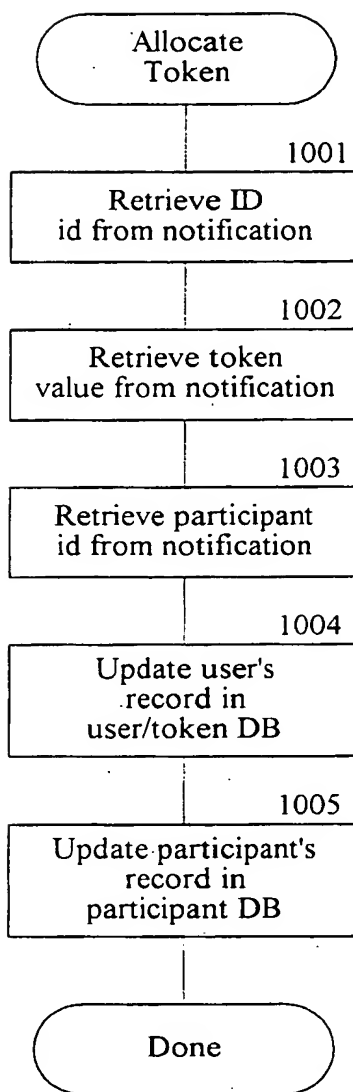 Allocate
Token
1001
Retrieve ID
id from notification
1002
Retrieve token
value from notification
1003
Retrieve participant
id from notification
1004
Update user's
record in
user/token DB
1005
Update participant's
record in
participant DB
Done